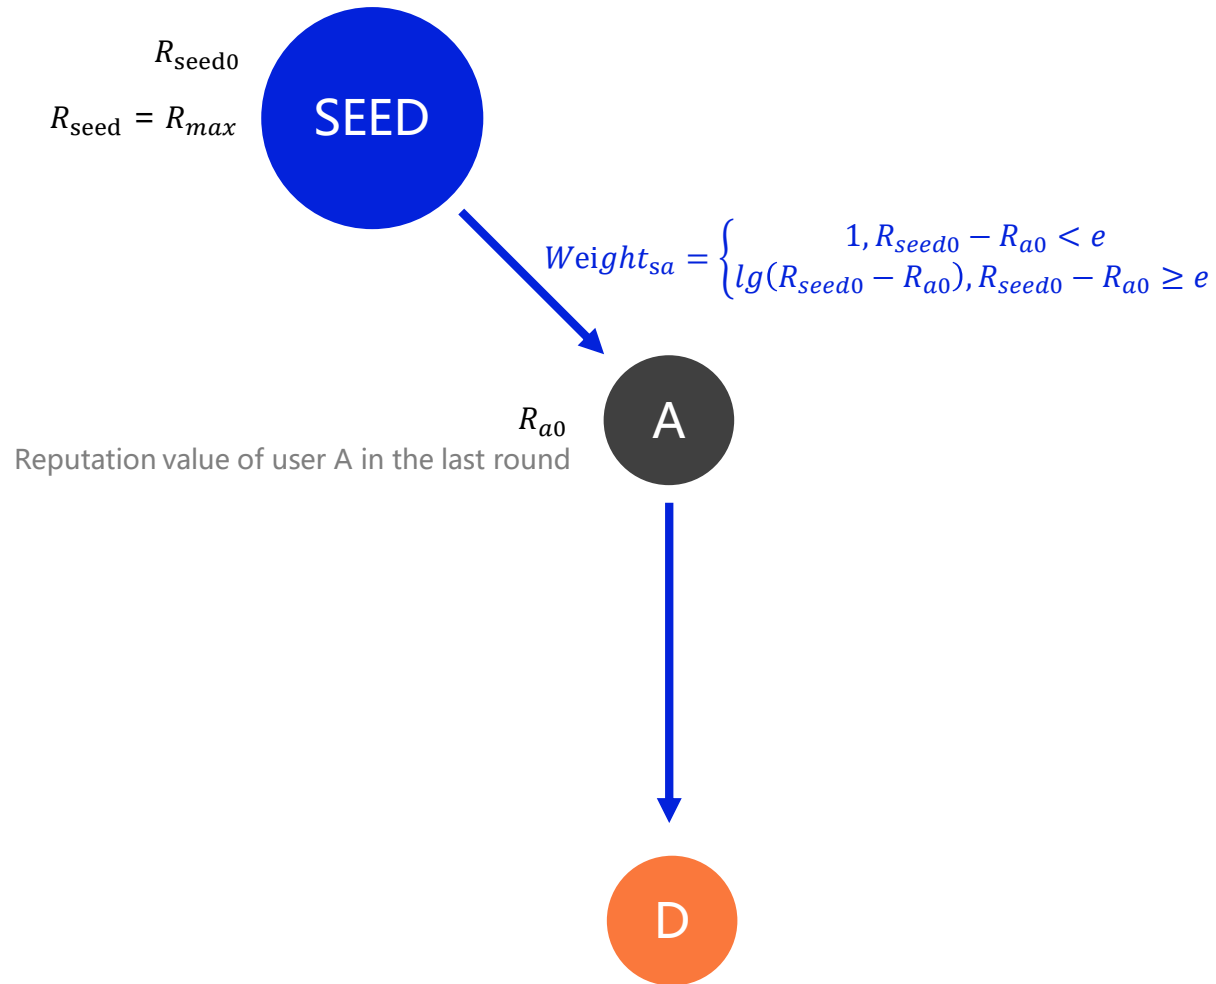 R_seed0
R_seed = R_max
SEED
Weight_sa = { 1, R_seed0 − R_a0 < e
lg(R_seed0 − R_a0), R_seed0 − R_a0 ≥ e
R_a0
A
Reputation value of user A in the last round
D